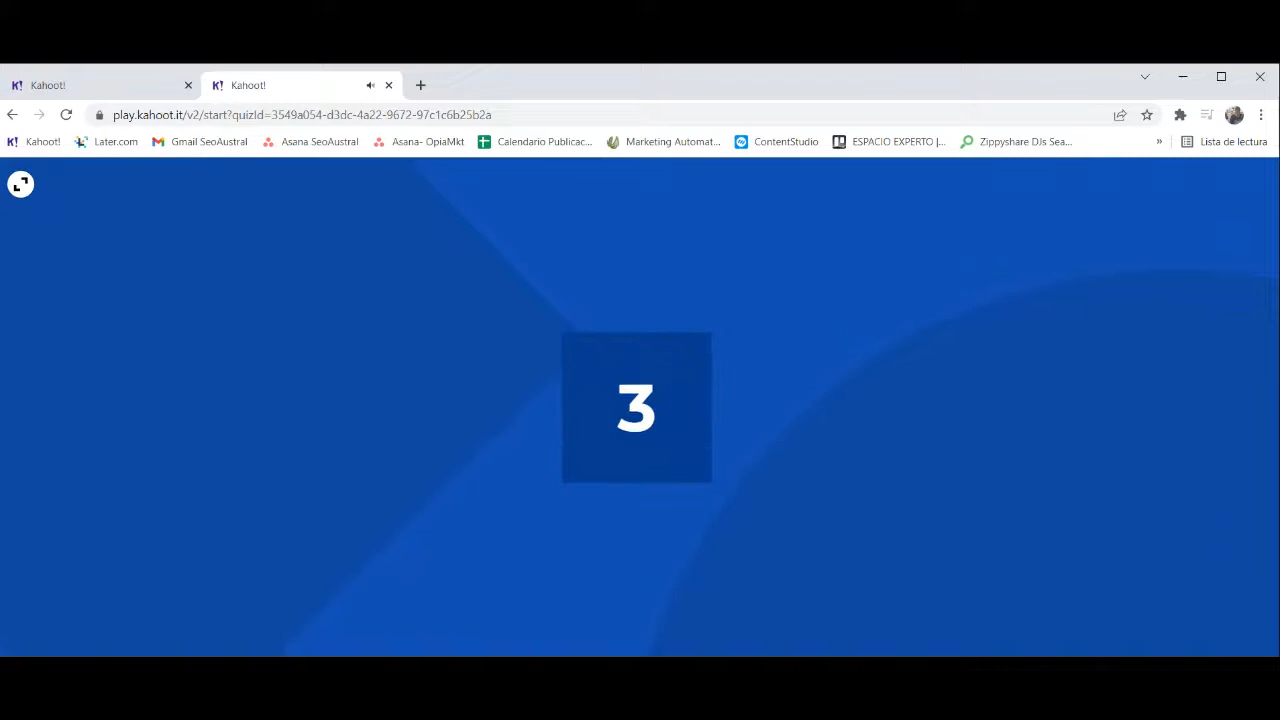 Kahoot!
Kahoot!
play.kahoot.it/v2/start?quizId=3549a054-d3dc-4a22-9672-97c1c6b25b2a
Kahoot! Later.com Gmail SeoAustral Asana SeoAustral Asana- OpiaMkt Calendario Publicac... Marketing Automat... ContentStudio ESPACIO EXPERTO |... Zippyshare DJs Sea... » Lista de lectura
3